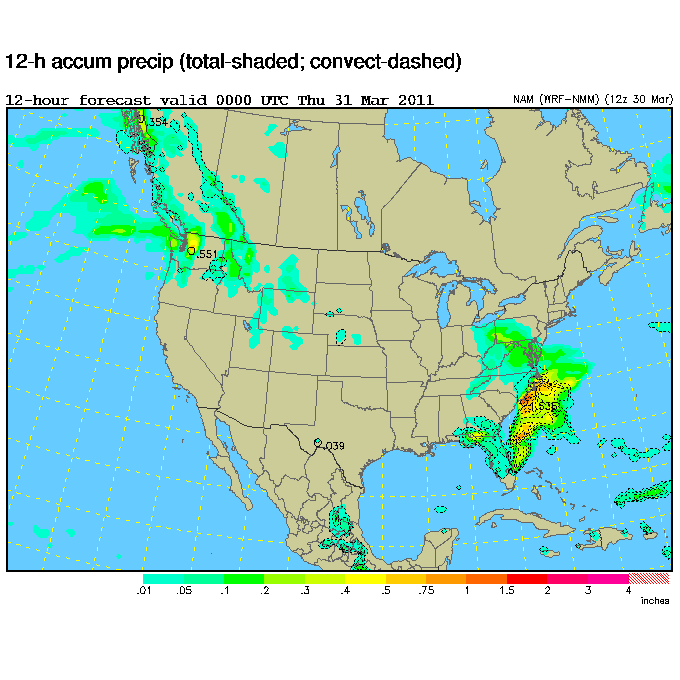 12-h accum precip (total-shaded; convect-dashed)
12-hour forecast valid 0000 UTC Thu 31 Mar 2011 NAM (WRF-NMM) (12z 30 Mar)
.354
.551
.535
.039
.01 .05 .1 .2 .3 .4 .5 .75 1 1.5 2 3 4
inches